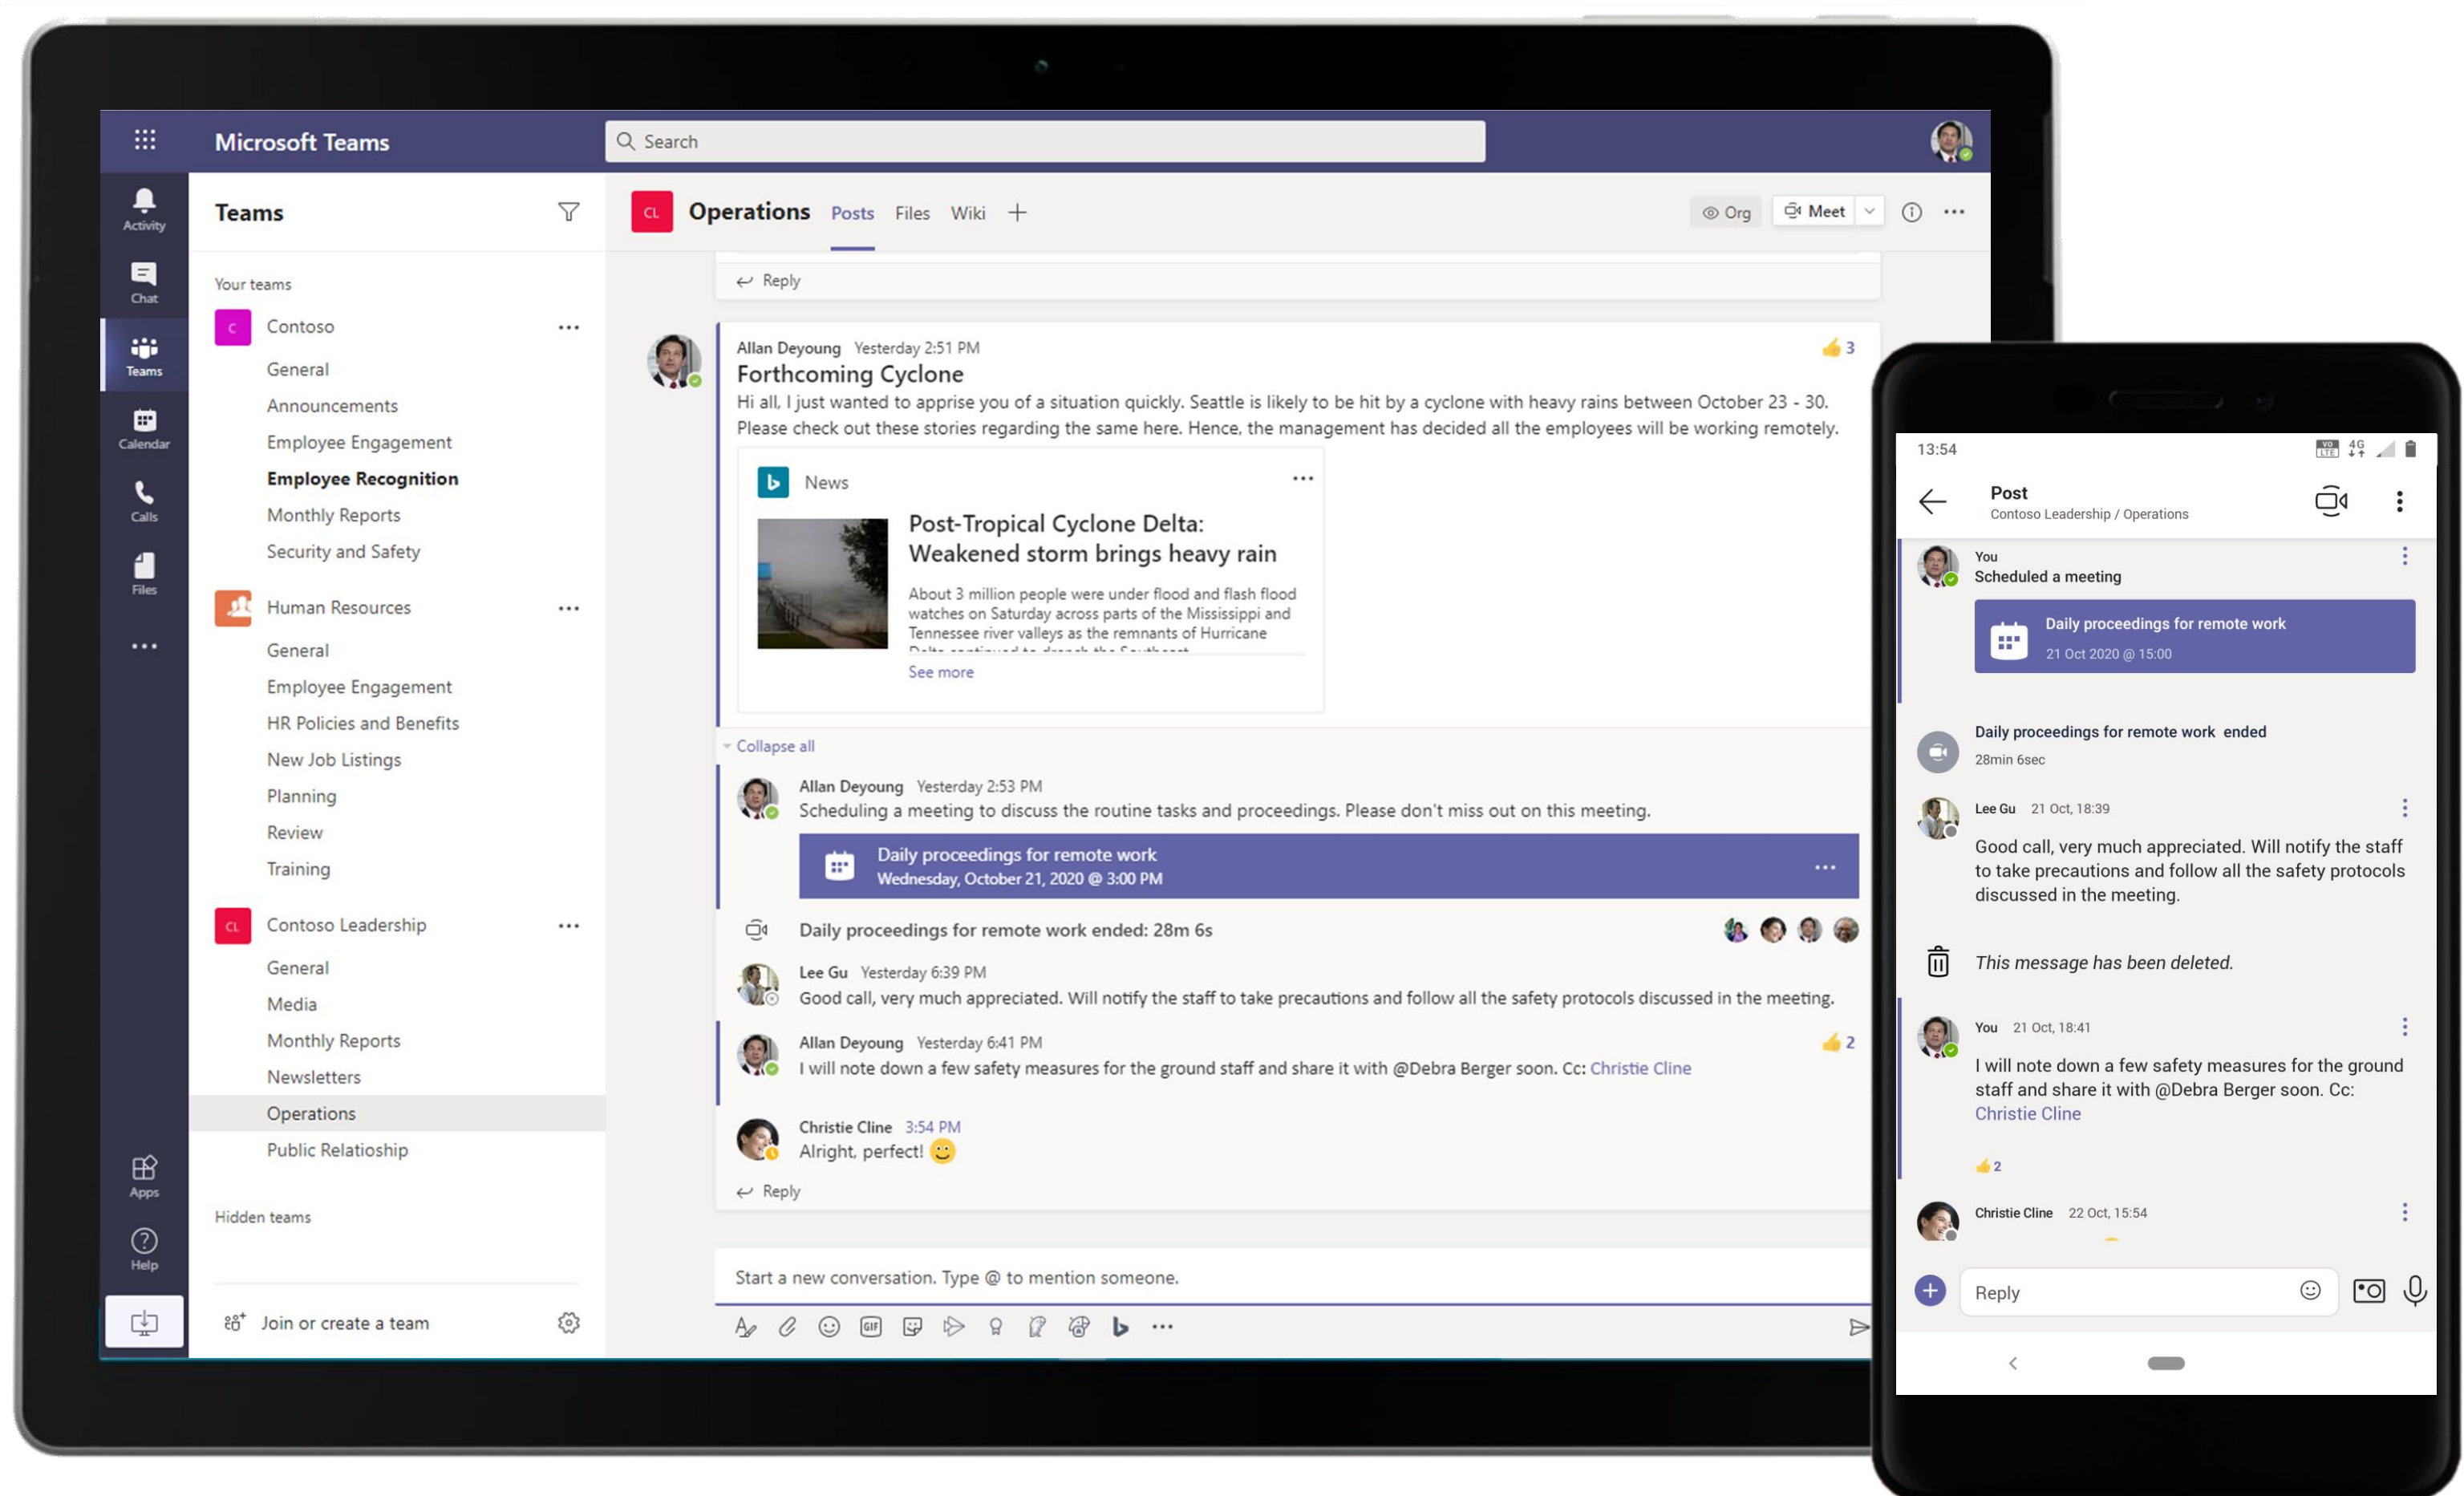 Microsoft Teams
Search
Activity
Chat
Teams
Calendar
Calls
Files
Apps
Help
Teams
Your teams
C
Contoso
General
Announcements
Employee Engagement
Employee Recognition
Monthly Reports
Security and Safety
Human Resources
General
Employee Engagement
HR Policies and Benefits
New Job Listings
Planning
Review
Training
CL
Contoso Leadership
General
Media
Monthly Reports
Newsletters
Operations
Public Relatioship
Hidden teams
Join or create a team
CL
Operations Posts Files Wiki
Org
Meet
Reply
Allan Deyoung Yesterday 2:51 PM
3
Forthcoming Cyclone
Hi all, I just wanted to apprise you of a situation quickly. Seattle is likely to be hit by a cyclone with heavy rains between October 23 - 30.
Please check out these stories regarding the same here. Hence, the management has decided all the employees will be working remotely.
b News
Post-Tropical Cyclone Delta:
Weakened storm brings heavy rain
About 3 million people were under flood and flash flood
watches on Saturday across parts of the Mississippi and
Tennessee river valleys as the remnants of Hurricane
See more
Collapse all
Allan Deyoung Yesterday 2:53 PM
Scheduling a meeting to discuss the routine tasks and proceedings. Please don't miss out on this meeting.
Daily proceedings for remote work
Wednesday, October 21, 2020 @ 3:00 PM
Daily proceedings for remote work ended: 28m 6s
Lee Gu Yesterday 6:39 PM
Good call, very much appreciated. Will notify the staff to take precautions and follow all the safety protocols discussed in the meeting.
Allan Deyoung Yesterday 6:41 PM
2
I will note down a few safety measures for the ground staff and share it with @Debra Berger soon. Cc: Christie Cline
Christie Cline 3:54 PM
Alright, perfect! 🙂
Reply
Start a new conversation. Type @ to mention someone.
GIF
13:54
VO LTE 4G
Post
Contoso Leadership / Operations
You
Scheduled a meeting
Daily proceedings for remote work
21 Oct 2020 @ 15:00
Daily proceedings for remote work ended
28min 6sec
Lee Gu 21 Oct, 18:39
Good call, very much appreciated. Will notify the staff
to take precautions and follow all the safety protocols
discussed in the meeting.
This message has been deleted.
You 21 Oct, 18:41
I will note down a few safety measures for the ground
staff and share it with @Debra Berger soon. Cc:
Christie Cline
2
Christie Cline 22 Oct, 15:54
Reply